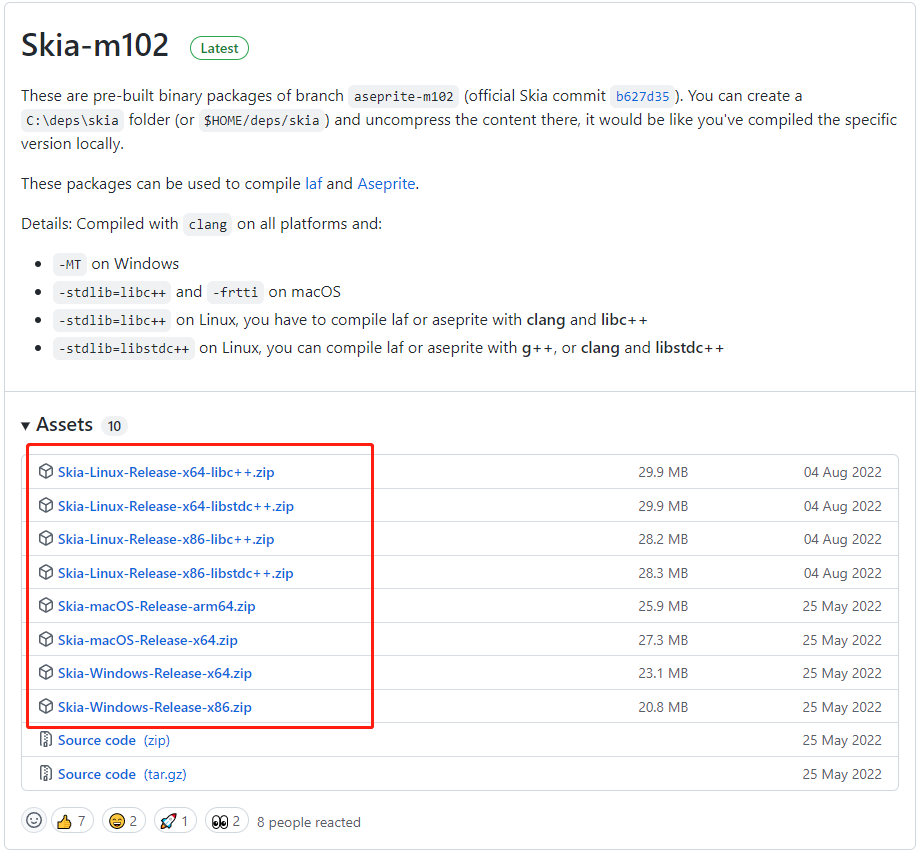 Skia-m102 Latest
These are pre-built binary packages of branch aseprite-m102 (official Skia commit b627d35 ). You can create a
C:\deps\skia folder (or $HOME/deps/skia ) and uncompress the content there, it would be like you've compiled the specific
version locally.
These packages can be used to compile laf and Aseprite.
Details: Compiled with clang on all platforms and:
-MT on Windows
-stdlib=libc++ and -frtti on macOS
-stdlib=libc++ on Linux, you have to compile laf or aseprite with clang and libc++
-stdlib=libstdc++ on Linux, you can compile laf or aseprite with g++, or clang and libstdc++
Assets 10
Skia-Linux-Release-x64-libc++.zip 29.9 MB 04 Aug 2022
Skia-Linux-Release-x64-libstdc++.zip 29.9 MB 04 Aug 2022
Skia-Linux-Release-x86-libc++.zip 28.2 MB 04 Aug 2022
Skia-Linux-Release-x86-libstdc++.zip 28.3 MB 04 Aug 2022
Skia-macOS-Release-arm64.zip 25.9 MB 25 May 2022
Skia-macOS-Release-x64.zip 27.3 MB 25 May 2022
Skia-Windows-Release-x64.zip 23.1 MB 25 May 2022
Skia-Windows-Release-x86.zip 20.8 MB 25 May 2022
Source code (zip) 25 May 2022
Source code (tar.gz) 25 May 2022
7 2 1 2 8 people reacted